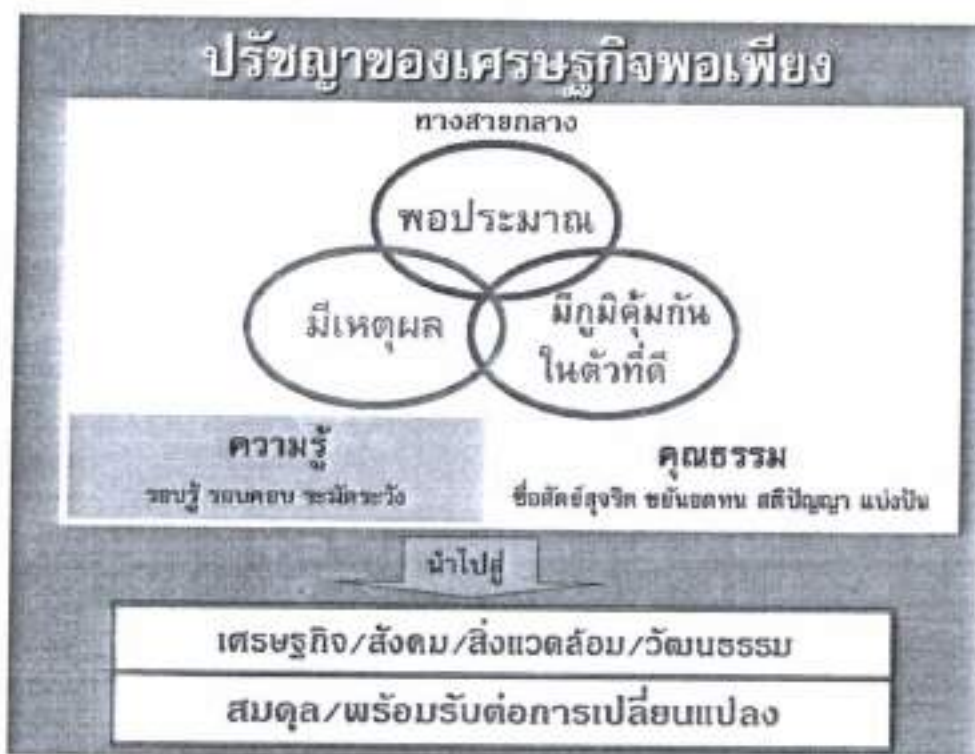 ปรัชญาของเศรษฐกิจพอเพียง
ทางสายกลาง
พอประมาณ
มีเหตุผล
มีภูมิคุ้มกัน
ในตัวที่ดี
ความรู้
รอบรู้ รอบคอบ ระมัดระวัง
คุณธรรม
ซื่อสัตย์สุจริต ขยันอดทน สติปัญญา แบ่งปัน
นำไปสู่
เศรษฐกิจ/สังคม/สิ่งแวดล้อม/วัฒนธรรม
สมดุล/พร้อมรับต่อการเปลี่ยนแปลง